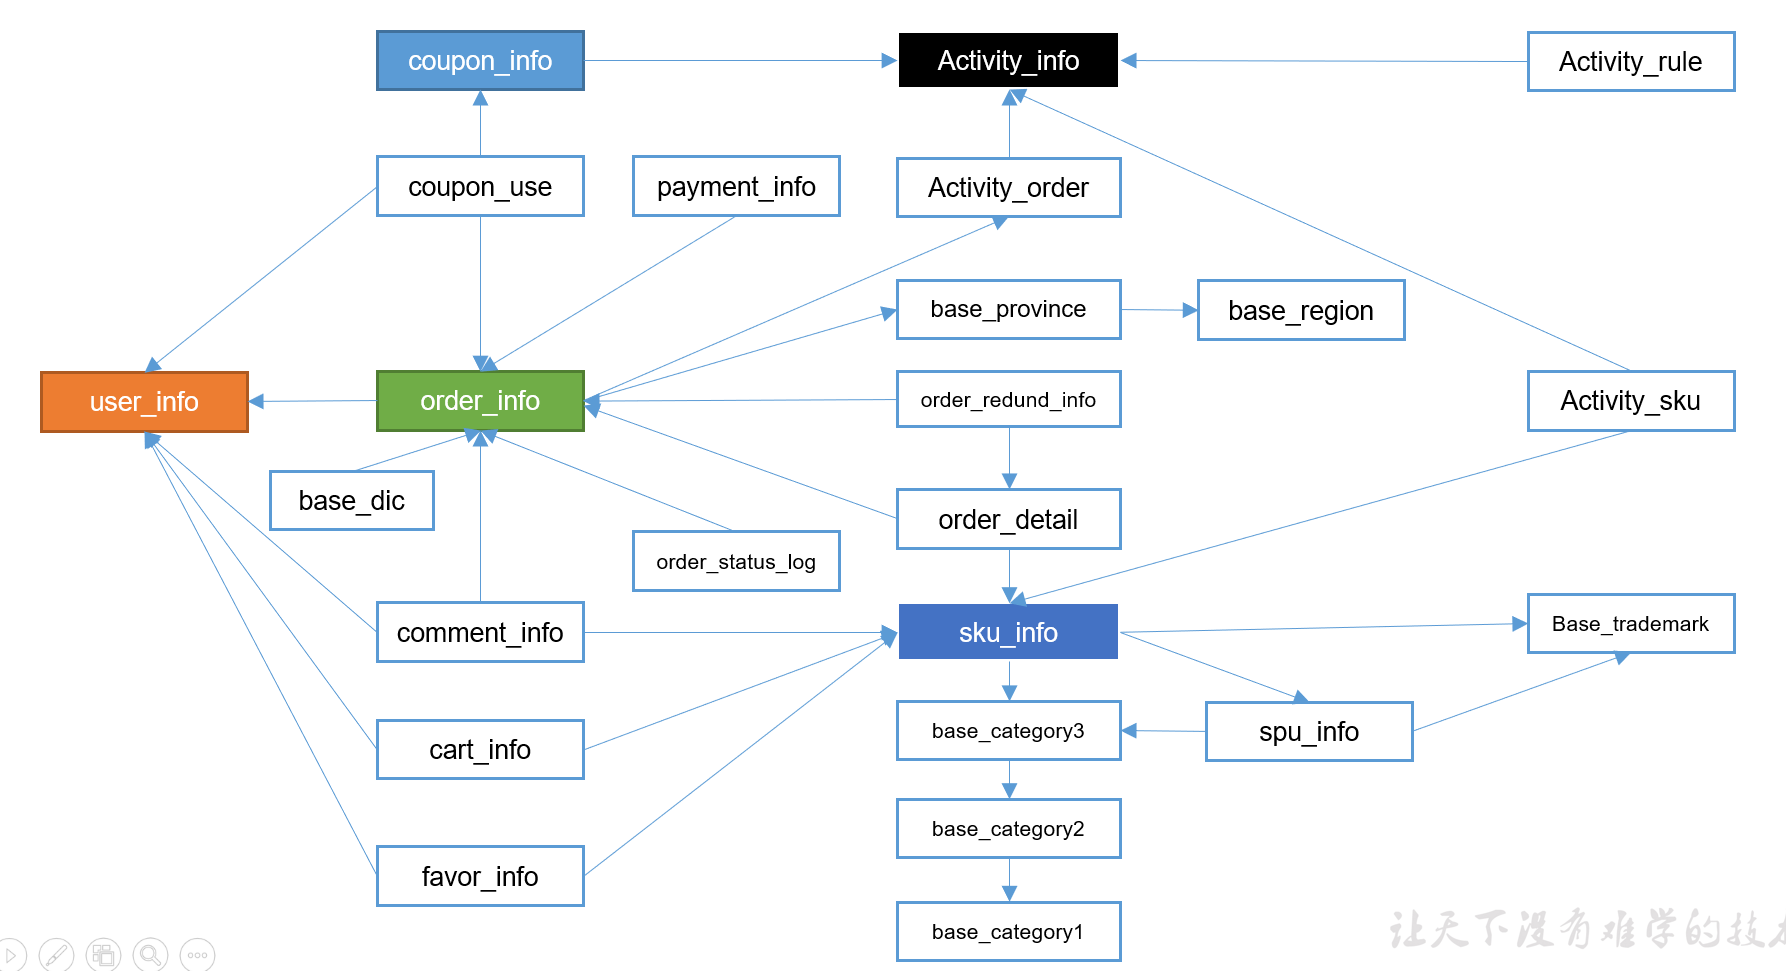 coupon_info
Activity_info
Activity_rule
coupon_use
payment_info
Activity_order
base_province
base_region
user_info
order_info
order_redund_info
Activity_sku
base_dic
order_detail
order_status_log
comment_info
sku_info
Base_trademark
cart_info
base_category3
spu_info
base_category2
favor_info
base_category1
让天下没有难学的技术